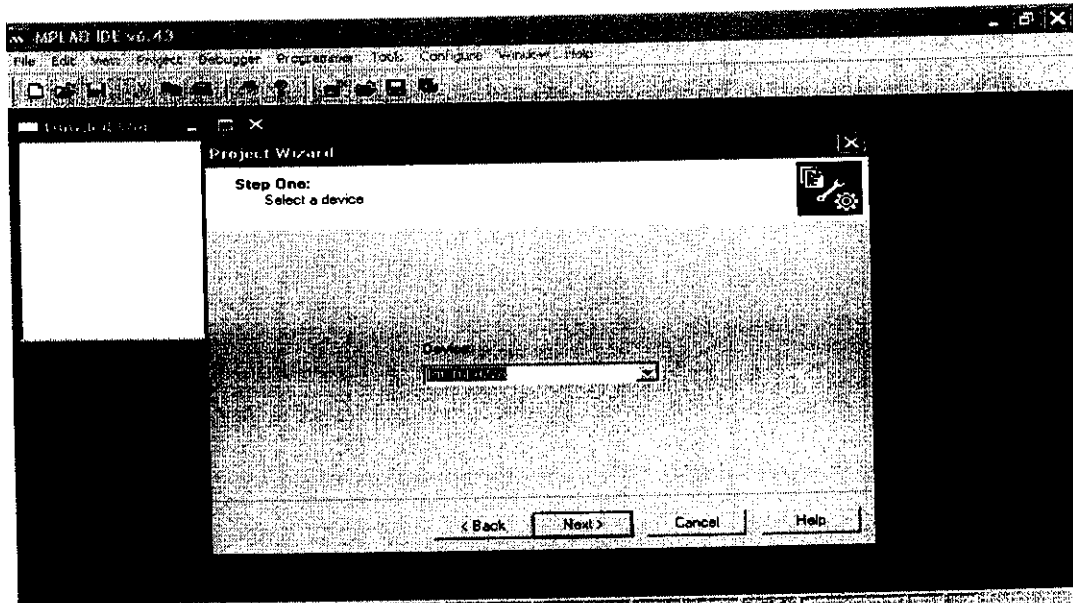 MPLAB IDE v6.43
File Edit View Project Debugger Programmer Tools Configure Window Help
Project Wizard
Step One:
Select a device
Device:
< Back Next > Cancel Help